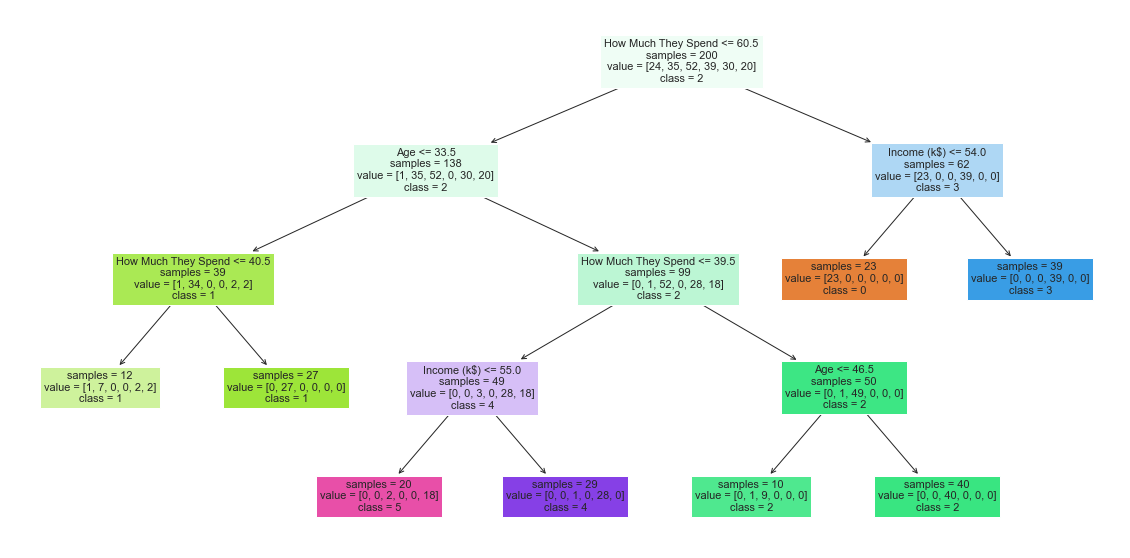 How Much They Spend <= 60.5
samples = 200
value = [24, 35, 52, 39, 30, 20]
class = 2
Age <= 33.5
samples = 138
value = [1, 35, 52, 0, 30, 20]
class = 2
Income (k$) <= 54.0
samples = 62
value = [23, 0, 0, 39, 0, 0]
class = 3
How Much They Spend <= 40.5
samples = 39
value = [1, 34, 0, 0, 2, 2]
class = 1
How Much They Spend <= 39.5
samples = 99
value = [0, 1, 52, 0, 28, 18]
class = 2
samples = 23
value = [23, 0, 0, 0, 0, 0]
class = 0
samples = 39
value = [0, 0, 0, 39, 0, 0]
class = 3
samples = 12
value = [1, 7, 0, 0, 2, 2]
class = 1
samples = 27
value = [0, 27, 0, 0, 0, 0]
class = 1
Income (k$) <= 55.0
samples = 49
value = [0, 0, 3, 0, 28, 18]
class = 4
Age <= 46.5
samples = 50
value = [0, 1, 49, 0, 0, 0]
class = 2
samples = 20
value = [0, 0, 2, 0, 0, 18]
class = 5
samples = 29
value = [0, 0, 1, 0, 28, 0]
class = 4
samples = 10
value = [0, 1, 9, 0, 0, 0]
class = 2
samples = 40
value = [0, 0, 40, 0, 0, 0]
class = 2